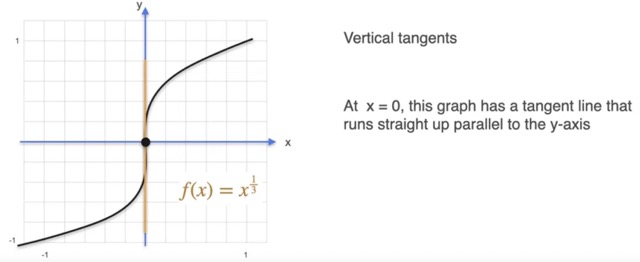 y
Vertical tangents
1
At x = 0, this graph has a tangent line that
runs straight up parallel to the y-axis
x
f(x) = x^{1/3}
-1
-1
1